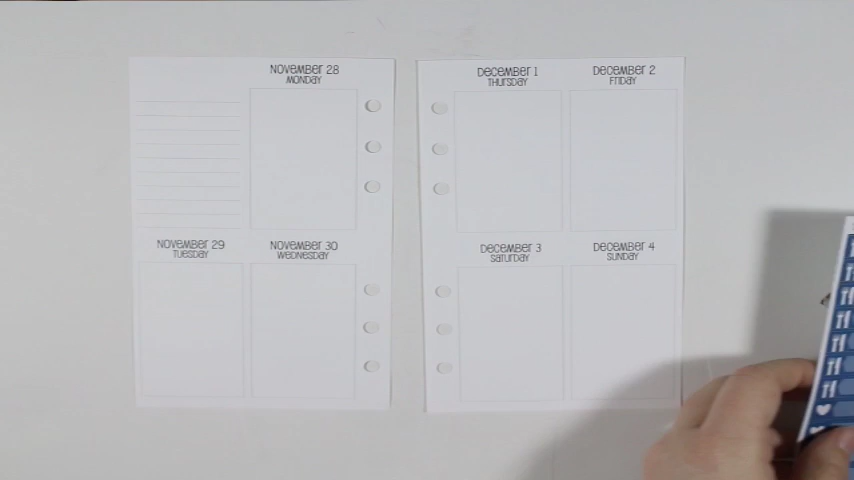 November 28
Monday
November 29
Tuesday
November 30
Wednesday
December 1
Thursday
December 2
Friday
December 3
Saturday
December 4
Sunday